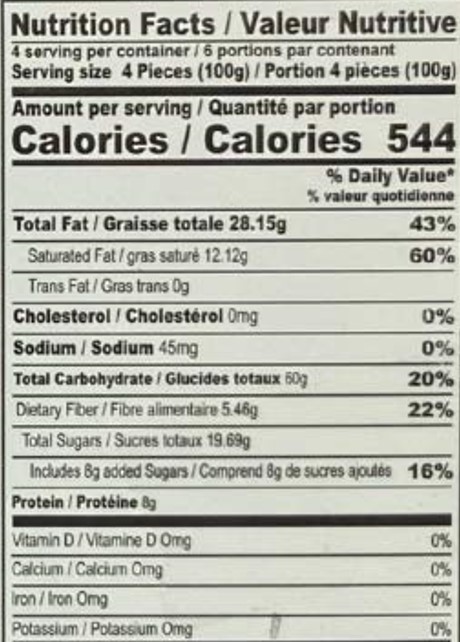 Nutrition Facts / Valeur Nutritive
4 serving per container / 6 portions par contenant
Serving size 4 Pieces (100g) / Portion 4 pièces (100g)
Amount per serving / Quantité par portion
Calories / Calories 544
% Daily Value*
% valeur quotidienne
Total Fat / Graisse totale 28.15g 43%
Saturated Fat / gras saturé 12.12g 60%
Trans Fat / Gras trans 0g
Cholesterol / Cholestérol 0mg 0%
Sodium / Sodium 45mg 0%
Total Carbohydrate / Glucides totaux 60g 20%
Dietary Fiber / Fibre alimentaire 5.46g 22%
Total Sugars / Sucres totaux 19.69g
Includes 8g added Sugars / Comprend 8g de sucres ajoutés 16%
Protein / Protéine 8g
Vitamin D / Vitamine D 0mg 0%
Calcium / Calcium 0mg 0%
Iron / Iron 0mg 0%
Potassium / Potassium 0mg 0%